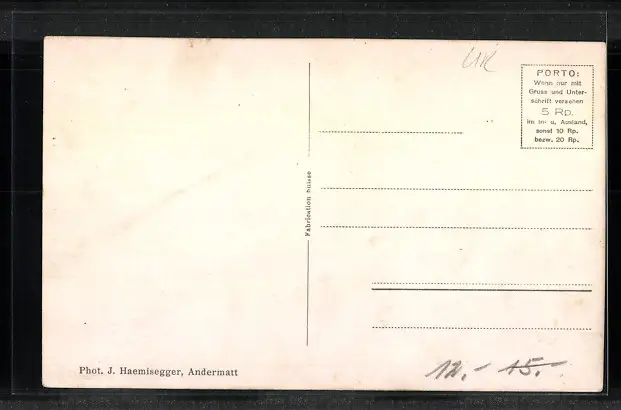 UK
PORTO:
Wenn nur mit
Gruss und Unter-
schrift versehen
5 Rp.
im In- u. Ausland,
sonst 10 Rp.
bezw. 20 Rp.
Fabrication suisse
Phot. J. Haemisegger, Andermatt
12.- 15.-